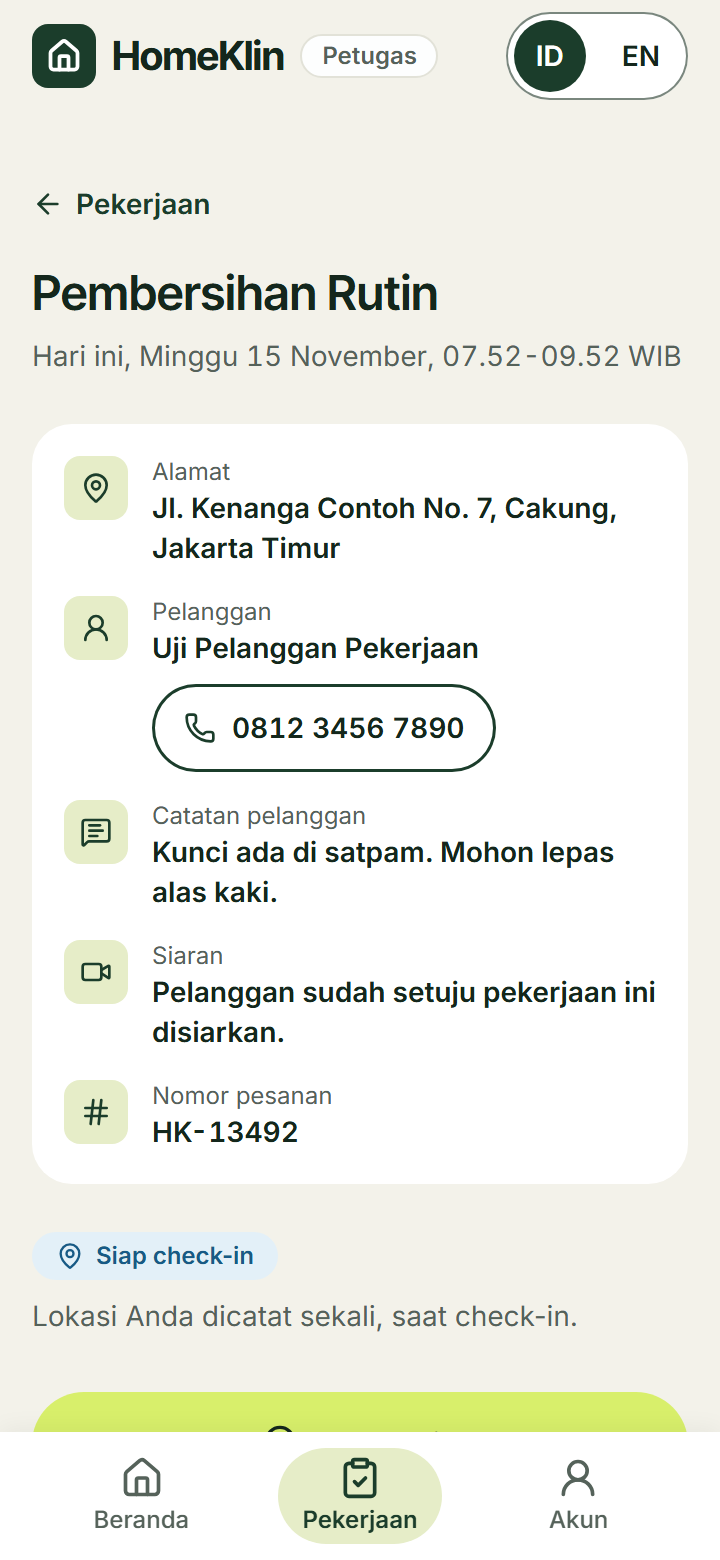 HomeKlin
Petugas
ID
EN
Pekerjaan
Pembersihan Rutin
Hari ini, Minggu 15 November, 07.52-09.52 WIB
Alamat
Jl. Kenanga Contoh No. 7, Cakung,
Jakarta Timur
Pelanggan
Uji Pelanggan Pekerjaan
0812 3456 7890
Catatan pelanggan
Kunci ada di satpam. Mohon lepas
alas kaki.
Siaran
Pelanggan sudah setuju pekerjaan ini
disiarkan.
Nomor pesanan
HK-13492
Siap check-in
Lokasi Anda dicatat sekali, saat check-in.
Beranda
Pekerjaan
Akun